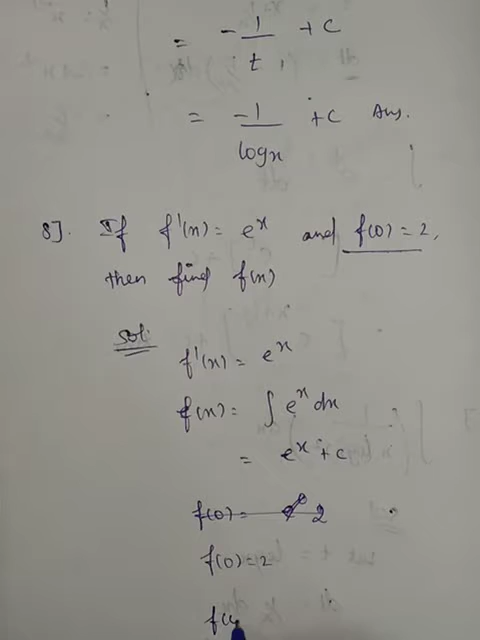 = -1/t + c
= -1/logx + c Ans.
8]. If f'(x) = e^x and f(0) = 2,
then find f(x)
Sol:
f'(x) = e^x
f(x) = ∫ e^x dx
= e^x + c
f(0) = 2
f(0) = 2
f(